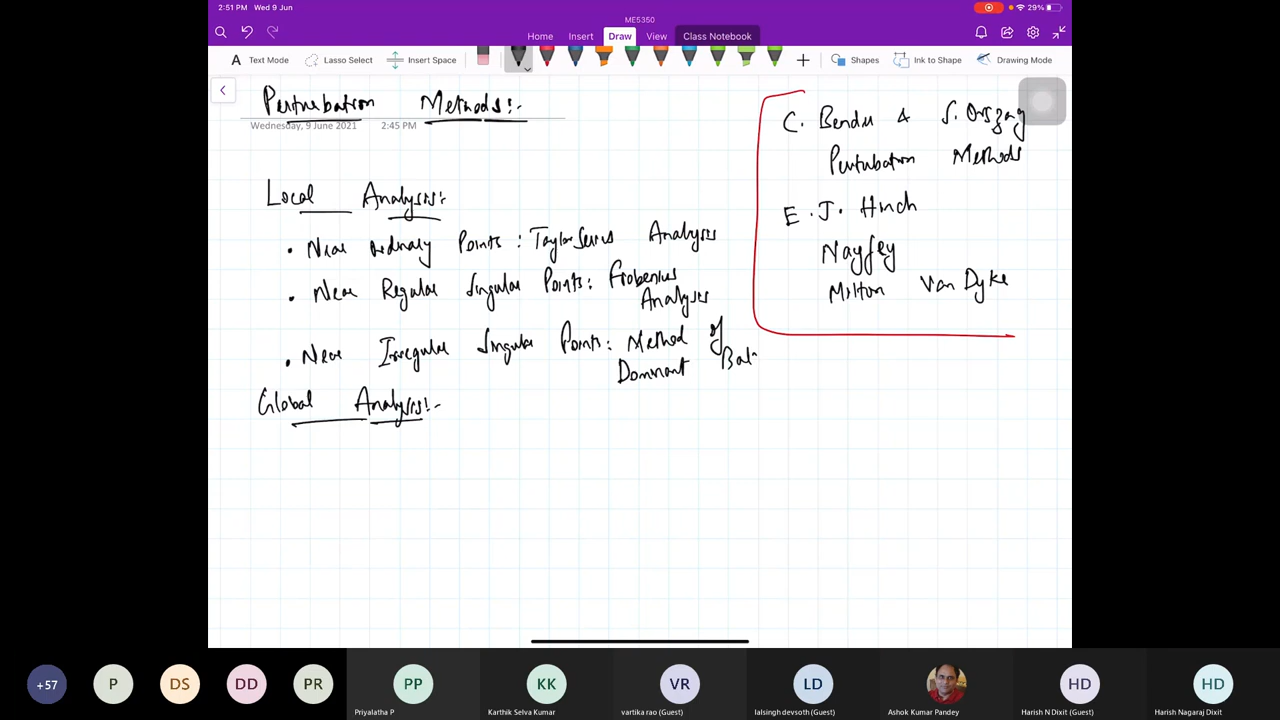 2:51 PM Wed 9 Jun
29%
ME5350
Home Insert Draw View Class Notebook
Text Mode Lasso Select Insert Space Shapes Ink to Shape Drawing Mode
Perturbation Methods:-
Wednesday, 9 June 2021 2:45 PM
Local Analysis:
• Near Ordinary Points : Taylor Series Analysis
• Near Regular Singular Points: Frobenius
Analysis
• Near Irregular Singular Points: Method of
Dominant Bal
Global Analysis:-
C. Bender & S. Orszag
Perturbation Methods
E. J. Hinch
Nayfey
Milton Van Dyke
+57
P
DS
DD
PR
PP
Priyalatha P
KK
Karthik Selva Kumar
VR
vartika rao (Guest)
LD
lalsingh devsoth (Guest)
Ashok Kumar Pandey
HD
Harish N Dixit (Guest)
HD
Harish Nagaraj Dixit